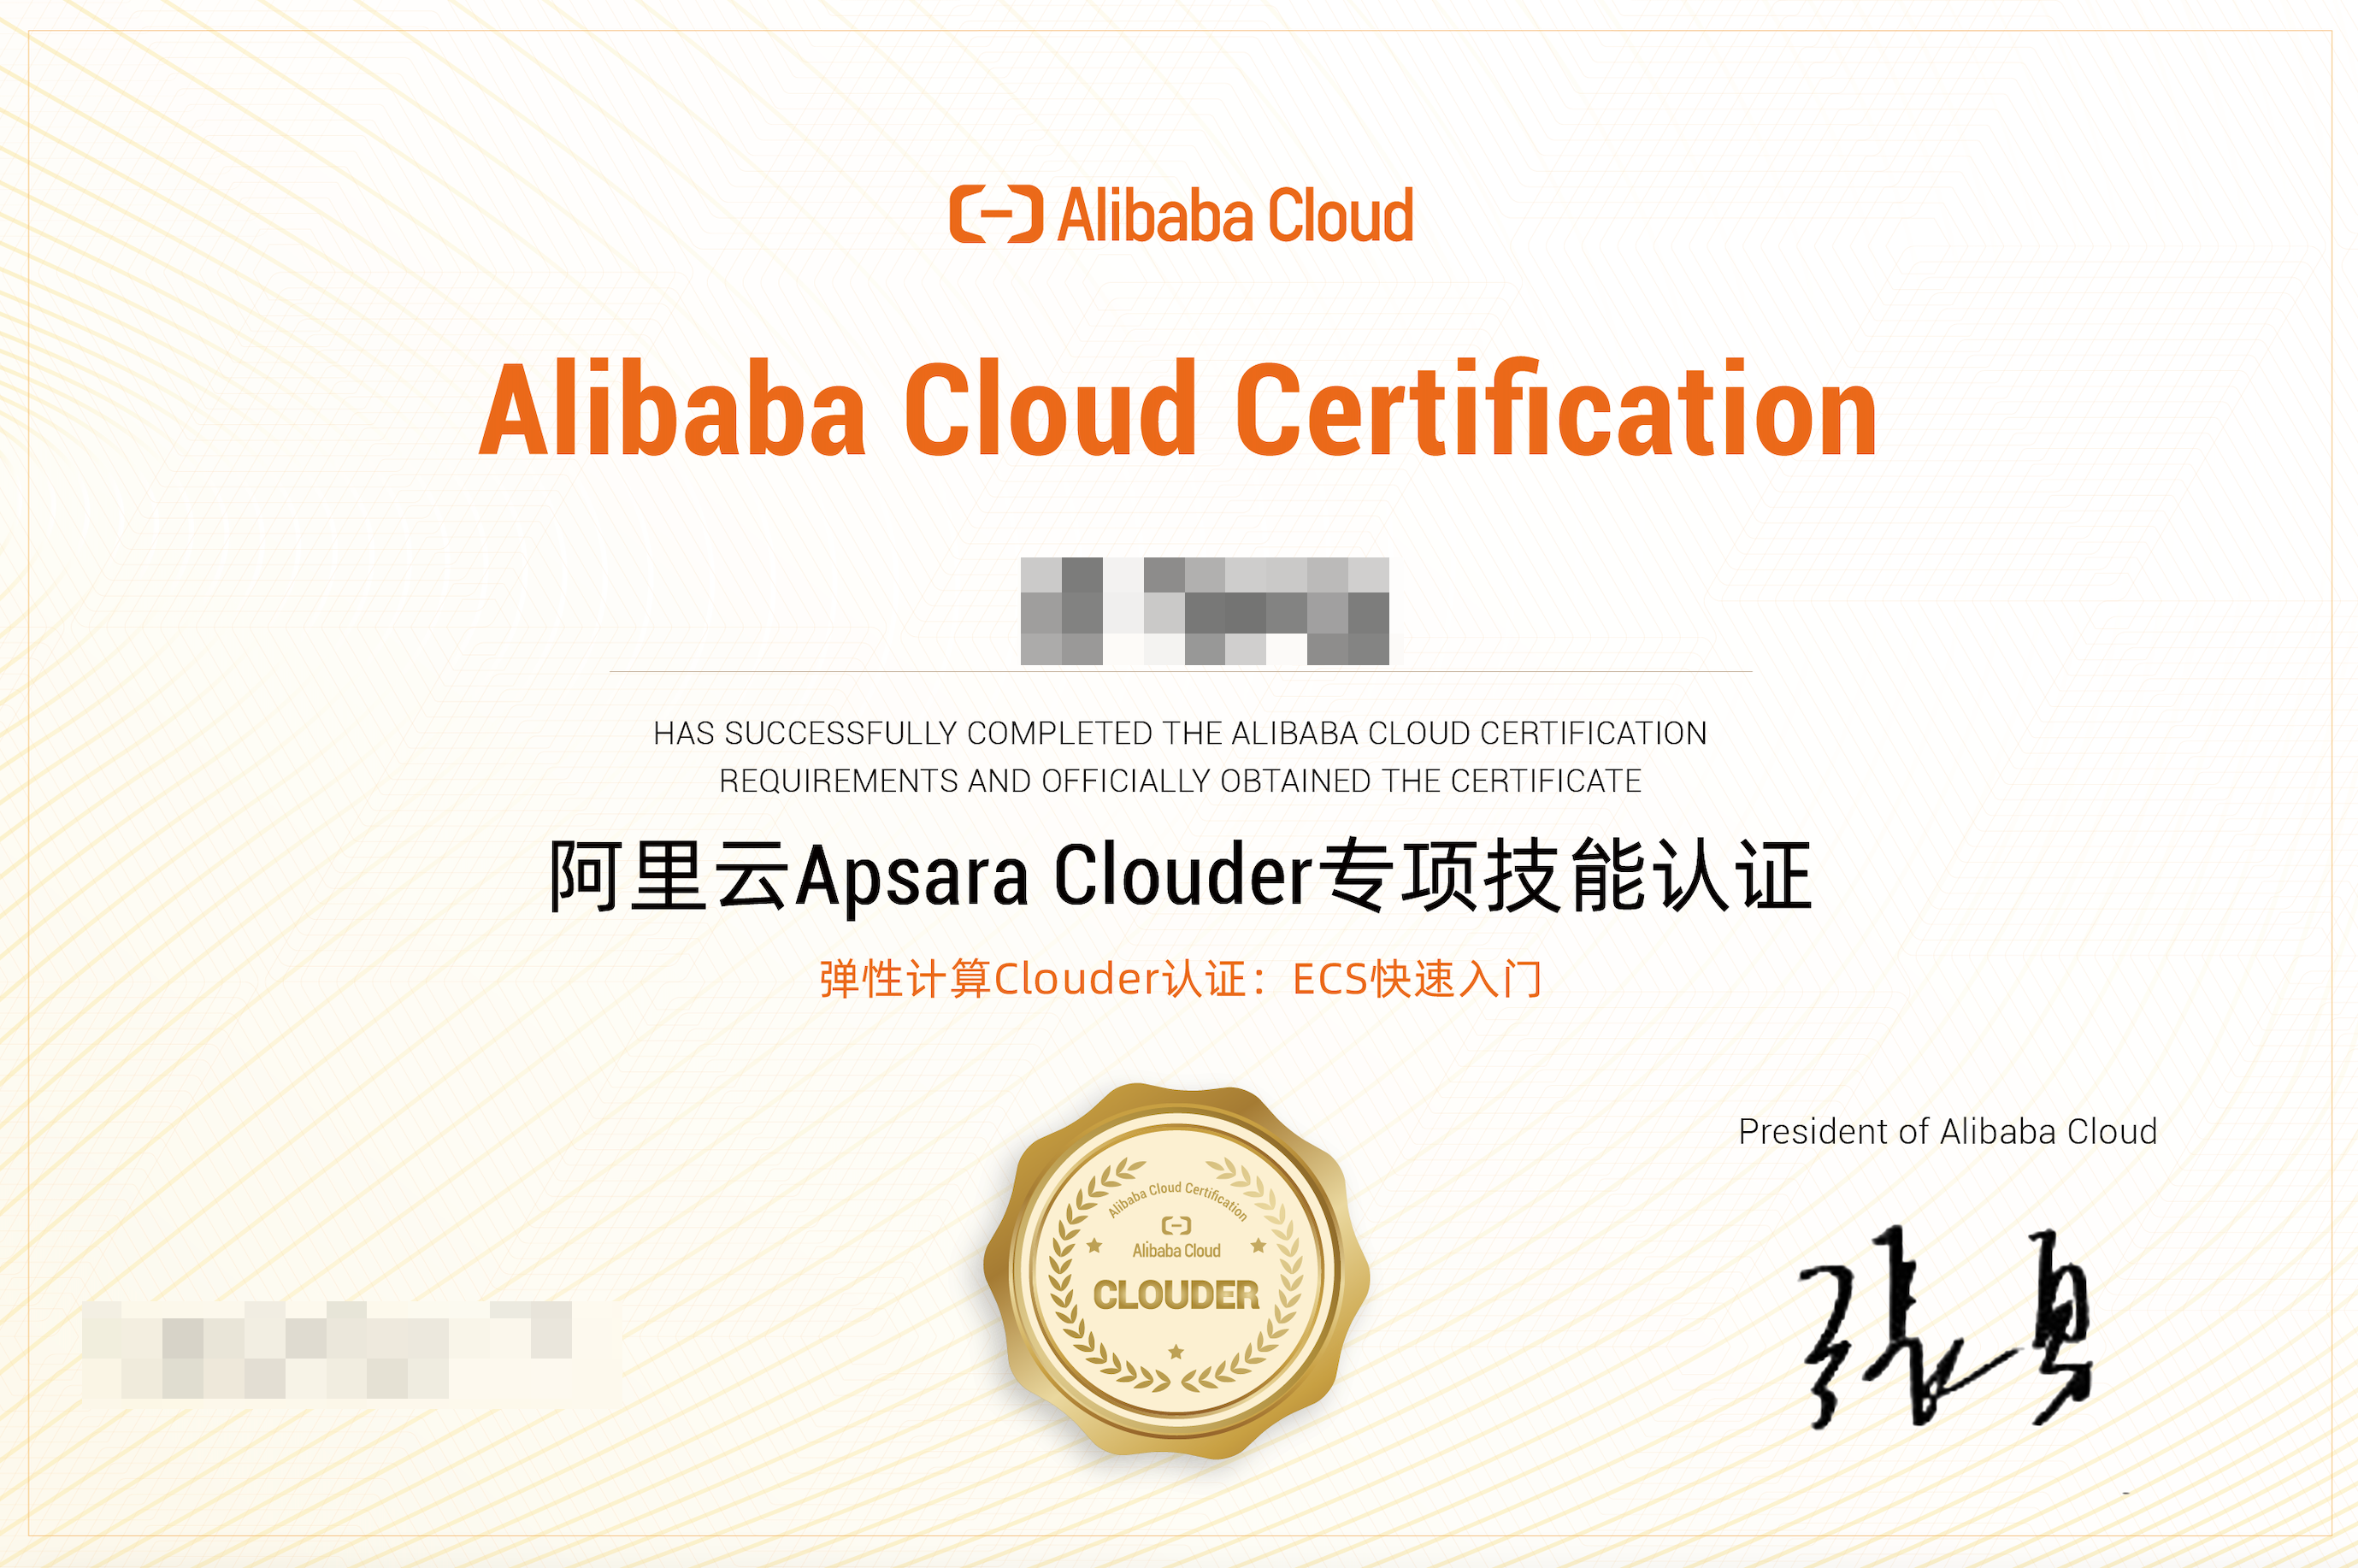 Alibaba Cloud
Alibaba Cloud Certification
HAS SUCCESSFULLY COMPLETED THE ALIBABA CLOUD CERTIFICATION
REQUIREMENTS AND OFFICIALLY OBTAINED THE CERTIFICATE
阿里云Apsara Clouder专项技能认证
弹性计算Clouder认证：ECS快速入门
President of Alibaba Cloud
Alibaba Cloud Certification
Alibaba Cloud
CLOUDER
张勇